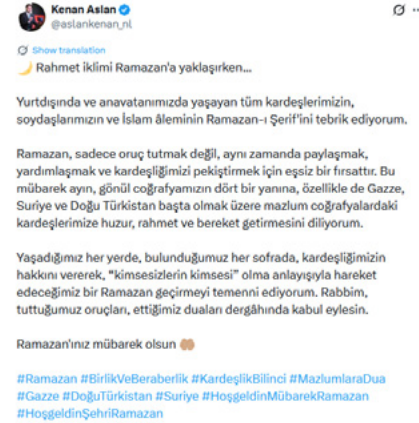 Kenan Aslan
@aslankenan_nl
Show translation
🌙 Rahmet iklimi Ramazan'a yaklaşırken...
Yurtdışında ve anavatanımızda yaşayan tüm kardeşlerimizin,
soydaşlarımızın ve İslam âleminin Ramazan-ı Şerif'ini tebrik ediyorum.
Ramazan, sadece oruç tutmak değil, aynı zamanda paylaşmak,
yardımlaşmak ve kardeşliğimizi pekiştirmek için eşsiz bir fırsattır. Bu
mübarek ayın, gönül coğrafyamızın dört bir yanına, özellikle de Gazze,
Suriye ve Doğu Türkistan başta olmak üzere mazlum coğrafyalardaki
kardeşlerimize huzur, rahmet ve bereket getirmesini diliyorum.
Yaşadığımız her yerde, bulunduğumuz her sofrada, kardeşliğimizin
hakkını vererek, “kimsesizlerin kimsesi” olma anlayışıyla hareket
edeceğimiz bir Ramazan geçirmeyi temenni ediyorum. Rabbim,
tuttuğumuz oruçları, ettiğimiz duaları dergâhında kabul eylesin.
Ramazan'ınız mübarek olsun 🤲🏽
#Ramazan #BirlikVeBeraberlik #KardeşlikBilinci #MazlumlaraDua
#Gazze #DoğuTürkistan #Suriye #HoşgeldinMübarekRamazan
#HoşgeldinŞehriRamazan